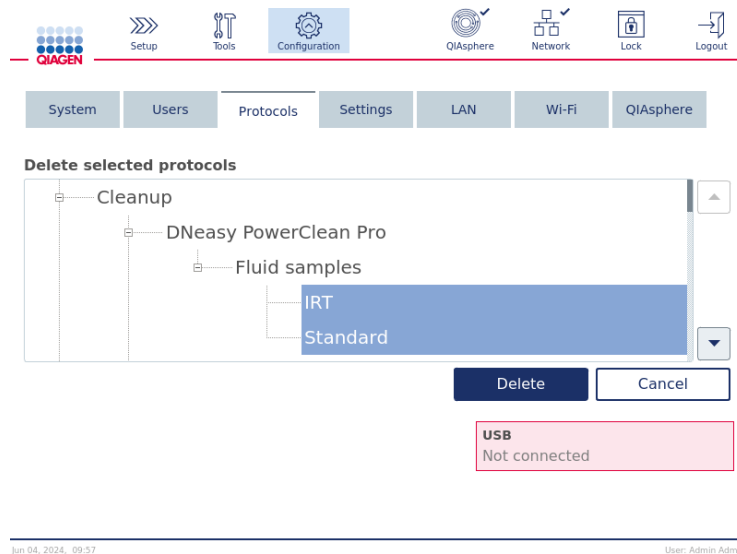 QIAGEN
Setup
Tools
Configuration
QIAsphere
Network
Lock
Logout
System
Users
Protocols
Settings
LAN
Wi-Fi
QIAsphere
Delete selected protocols
Cleanup
DNeasy PowerClean Pro
Fluid samples
IRT
Standard
Delete
Cancel
USB
Not connected
Jun 04, 2024, 09:57
User: Admin Adm